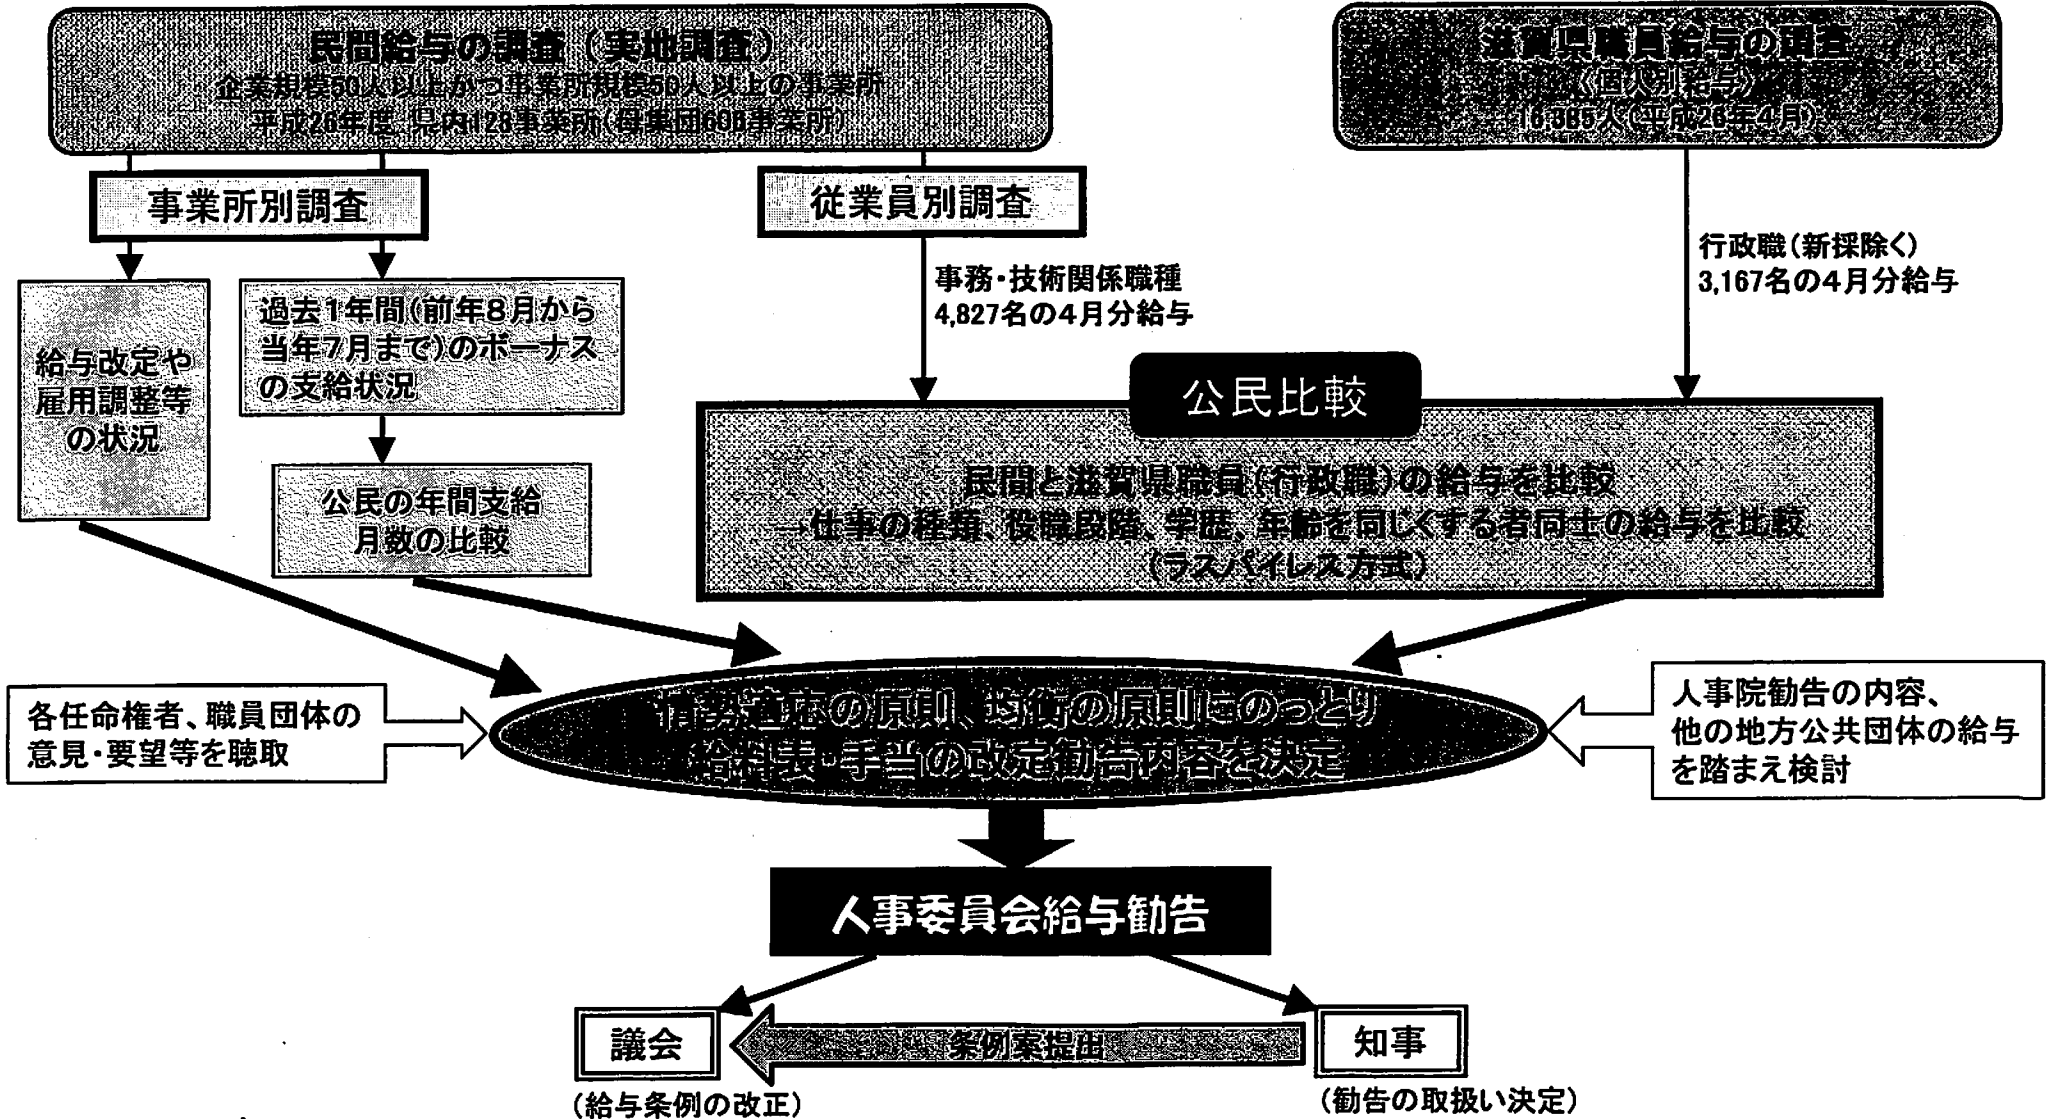 民間給与の調査（実地調査）
企業規模50人以上かつ事業所規模50人以上の事業所
平成26年度 県内128事業所（母集団606事業所）
滋賀県職員給与の調査
〈個人別給与〉
（平成26年4月）
事業所別調査
従業員別調査
事務・技術関係職種
4,827名の4月分給与
行政職（新採除く）
3,167名の4月分給与
給与改定や
雇用調整等
の状況
過去1年間（前年8月から
当年7月まで）のボーナス
の支給状況
公民の年間支給
月数の比較
公民比較
民間と滋賀県職員（行政職）の給与を比較
→仕事の種類、役職段階、学歴、年齢を同じくする者同士の給与を比較
（ラスパイレス方式）
各任命権者、職員団体の
意見・要望等を聴取
情勢適応の原則、均衡の原則にのっとり
給料表・手当の改定勧告内容を決定
人事院勧告の内容、
他の地方公共団体の給与
を踏まえ検討
人事委員会給与勧告
議会
条例案提出
知事
（給与条例の改正）
（勧告の取扱い決定）